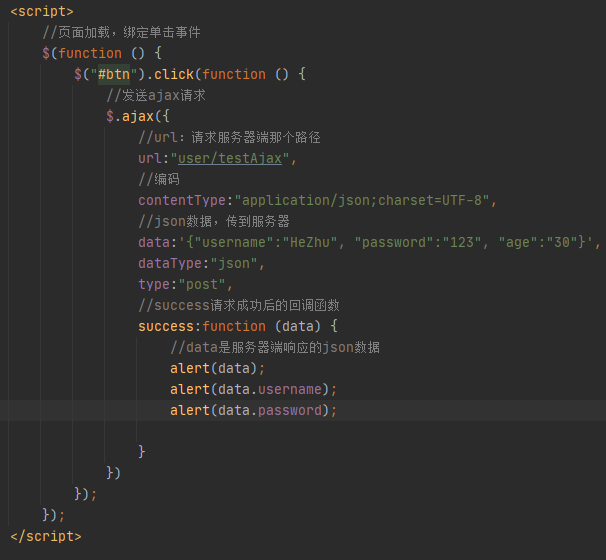 <script>
//页面加载，绑定单击事件
$(function () {
$("#btn").click(function () {
//发送ajax请求
$.ajax({
//url：请求服务器端那个路径
url:"user/testAjax",
//编码
contentType:"application/json;charset=UTF-8",
//json数据，传到服务器
data:'{"username":"HeZhu", "password":"123", "age":"30"}',
dataType:"json",
type:"post",
//success请求成功后的回调函数
success:function (data) {
//data是服务器端响应的json数据
alert(data);
alert(data.username);
alert(data.password);
}
})
});
});
</script>